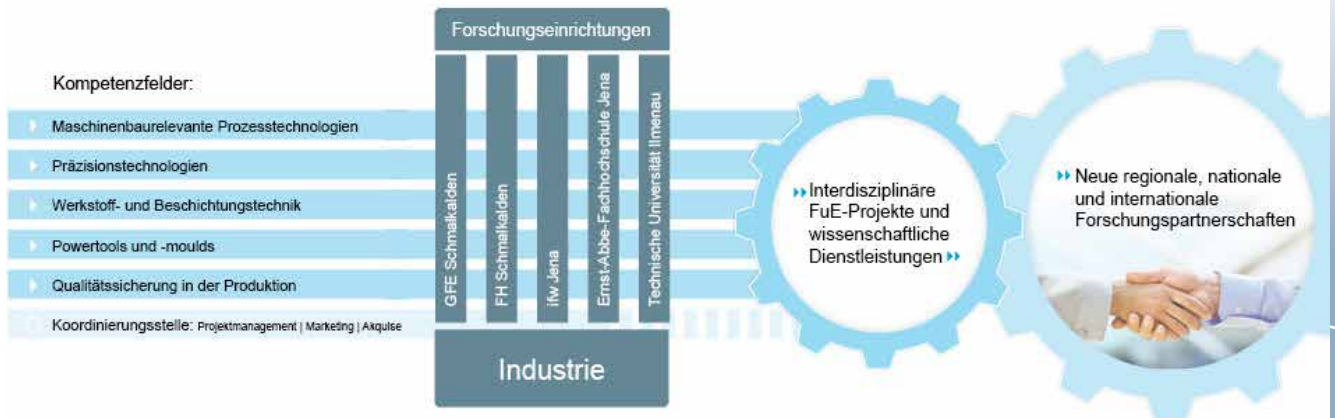 Kompetenzfelder:
Maschinenbaurelevante Prozesstechnologien
Präzisionstechnologien
Werkstoff- und Beschichtungstechnik
Powertools und -moulds
Qualitätssicherung in der Produktion
Koordinierungsstelle: Projektmanagement | Marketing | Akquise
Forschungseinrichtungen
GFE Schmalkalden
FH Schmalkalden
ifw Jena
Ernst-Abbe-Fachhochschule Jena
Technische Universität Ilmenau
Industrie
Interdisziplinäre
FuE-Projekte und
wissenschaftliche
Dienstleistungen
Neue regionale, nationale
und internationale
Forschungspartnerschaften